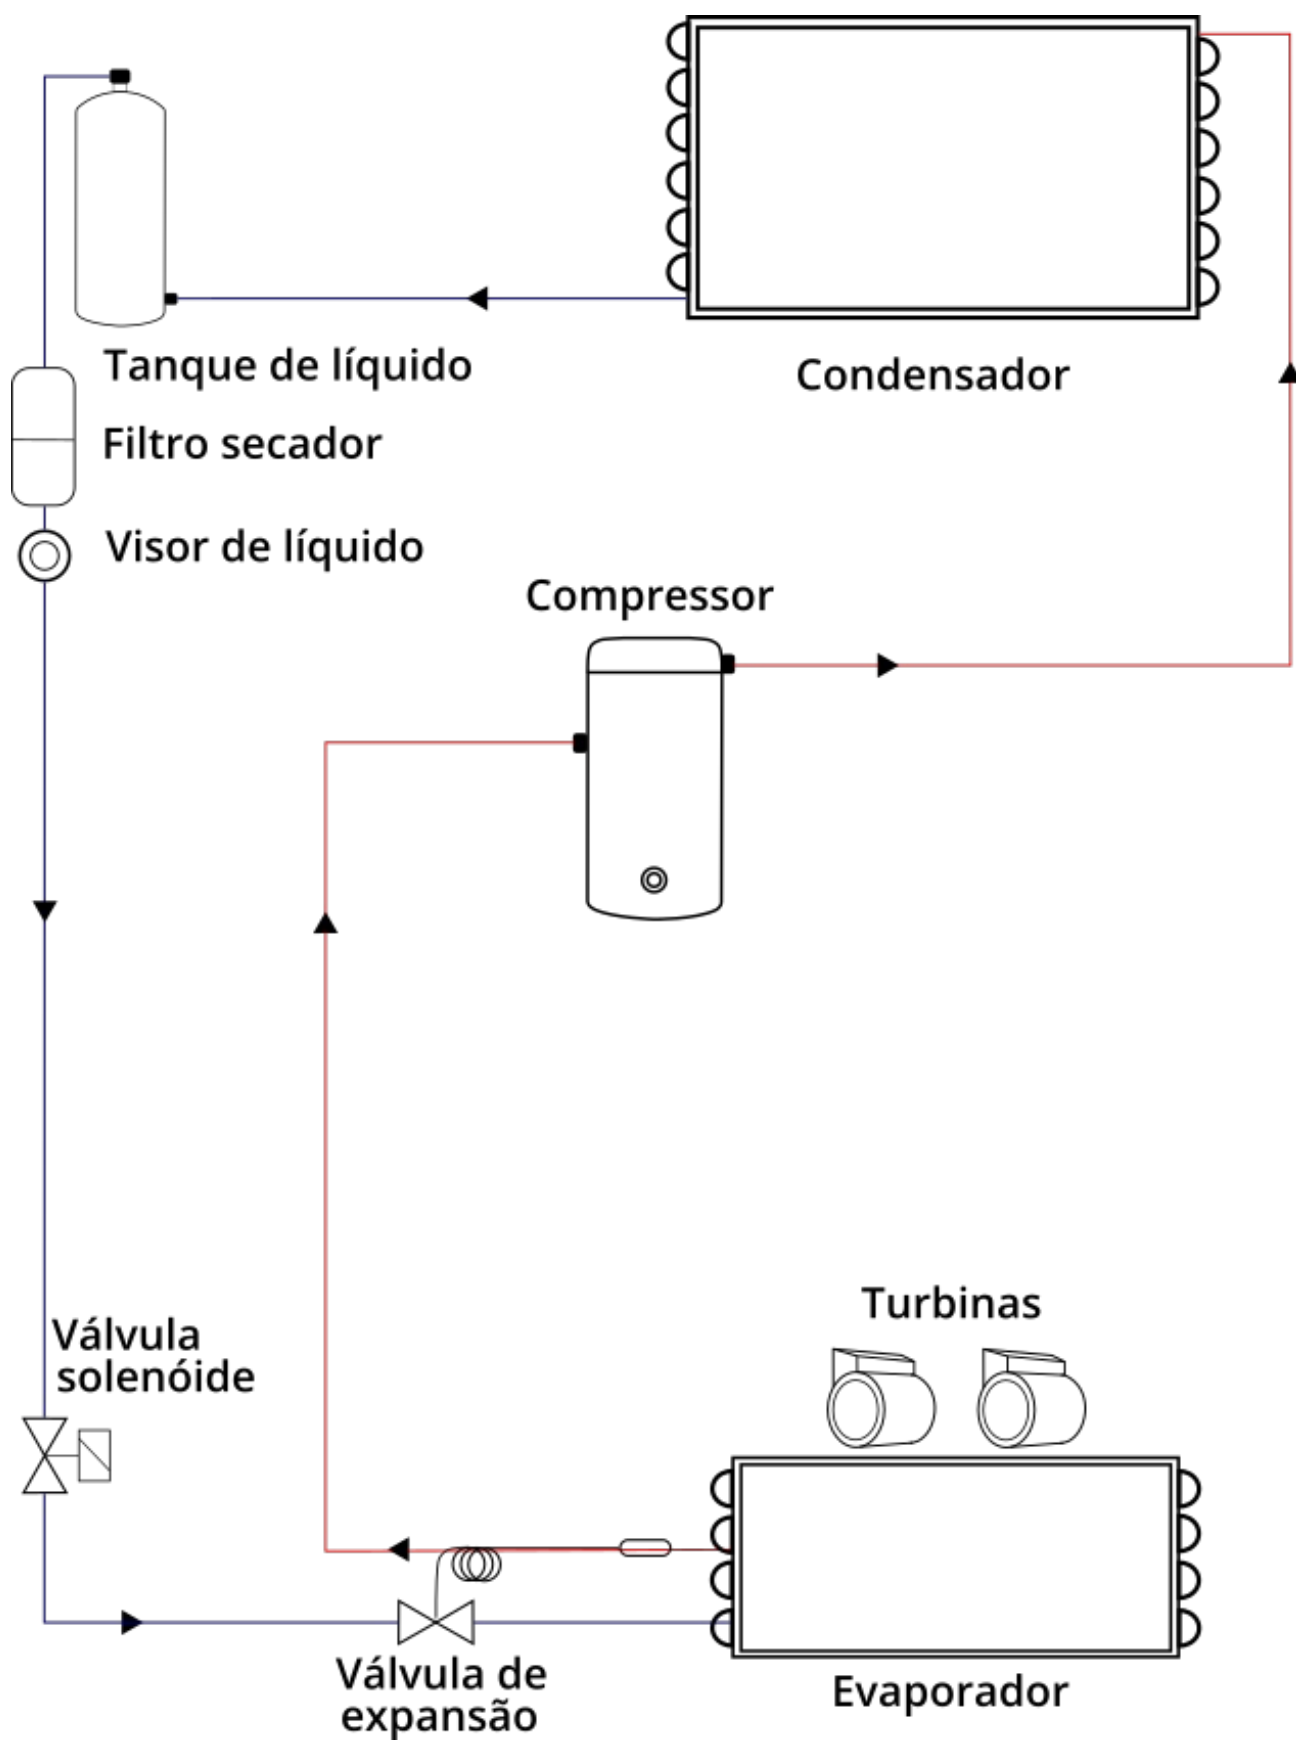 Tanque de líquido
Condensador
Filtro secador
Visor de líquido
Compressor
Turbinas
Válvula
solenóide
Válvula de
expansão
Evaporador